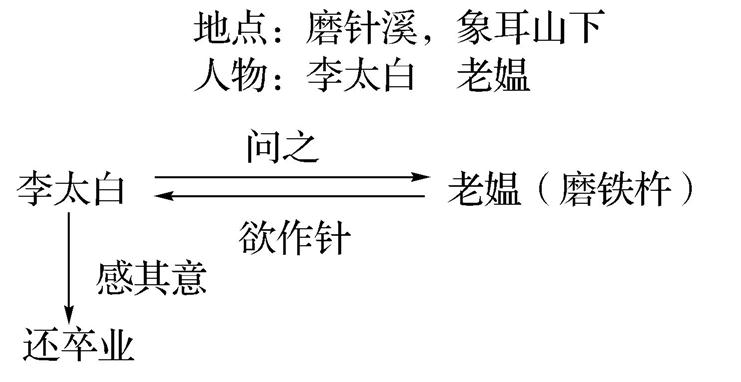 地点：磨针溪，象耳山下
人物：李太白 老媪
问之
李太白 老媪（磨铁杵）
欲作针
感其意
还卒业